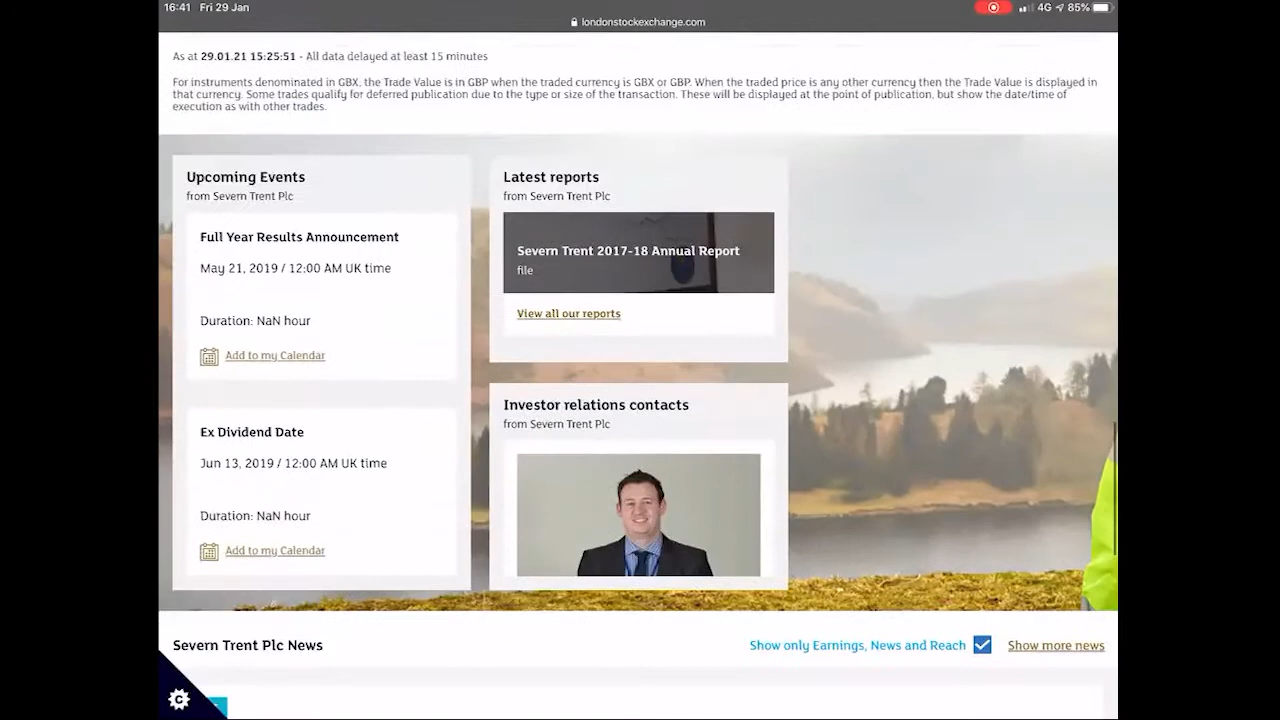 16:41 Fri 29 Jan
4G 85%
londonstockexchange.com
As at 29.01.21 15:25:51 - All data delayed at least 15 minutes
For instruments denominated in GBX, the Trade Value is in GBP when the traded currency is GBX or GBP. When the traded price is any other currency then the Trade Value is displayed in
that currency. Some trades qualify for deferred publication due to the type or size of the transaction. These will be displayed at the point of publication, but show the date/time of
execution as with other trades.
Upcoming Events
from Severn Trent Plc
Full Year Results Announcement
May 21, 2019 / 12:00 AM UK time
Duration: NaN hour
Add to my Calendar
Ex Dividend Date
Jun 13, 2019 / 12:00 AM UK time
Duration: NaN hour
Add to my Calendar
Latest reports
from Severn Trent Plc
Severn Trent 2017-18 Annual Report
file
View all our reports
Investor relations contacts
from Severn Trent Plc
Severn Trent Plc News
Show only Earnings, News and Reach
Show more news
C